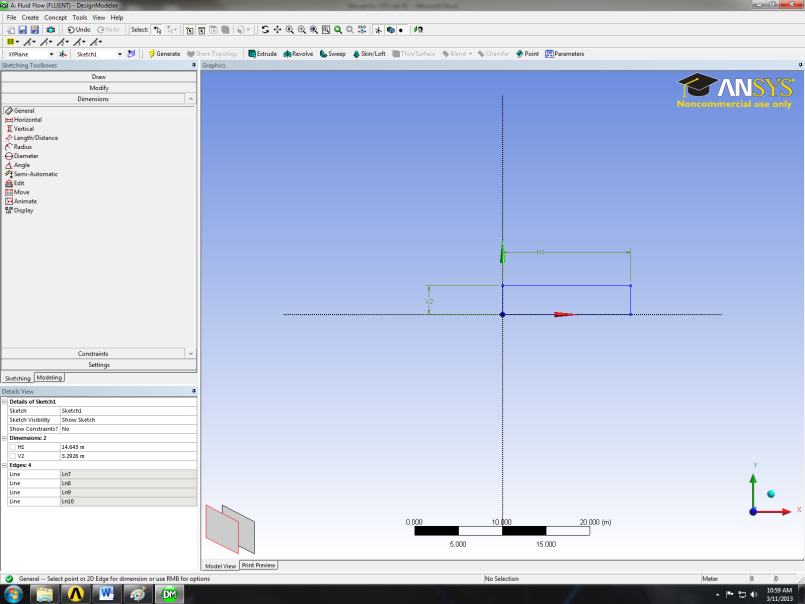 A: Fluid Flow (FLUENT) - DesignModeler
File Create Concept Tools View Help
Undo Redo Select:
XYPlane Sketch1 Generate Share Topology Extrude Revolve Sweep Skin/Loft Thin/Surface Blend Chamfer Point Parameters
Sketching Toolboxes
Draw
Modify
Dimensions
General
Horizontal
Vertical
Length/Distance
Radius
Diameter
Angle
Semi-Automatic
Edit
Move
Animate
Display
Constraints
Settings
Sketching Modeling
Details View
Details of Sketch1
Sketch Sketch1
Sketch Visibility Show Sketch
Show Constraints? No
Dimensions: 2
H1 14.643 m
V2 3.2926 m
Edges: 4
Line Ln7
Line Ln8
Line Ln9
Line Ln10
Graphics
ANSYS
Noncommercial use only
H1
V2
Y
X
0.000 10.000 20.000 (m)
5.000 15.000
Model View Print Preview
General -- Select point or 2D Edge for dimension or use RMB for options No Selection Meter 0 0
W DM
10:59 AM
3/11/2013